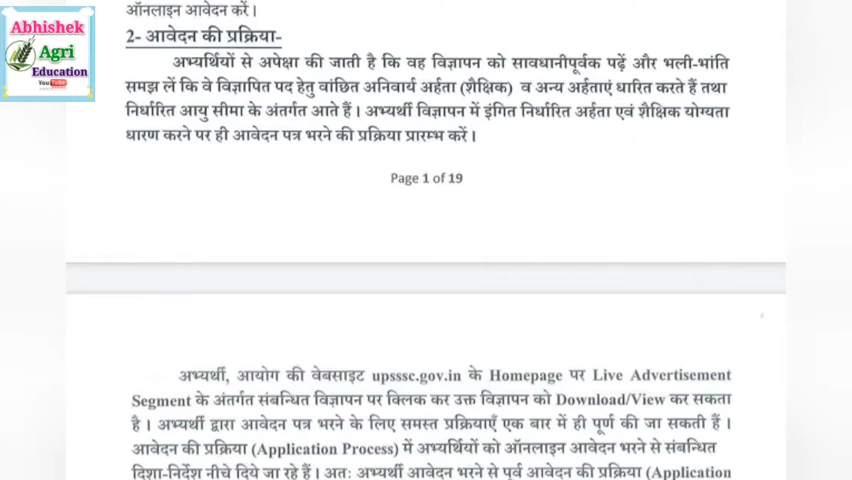 Abhishek
Agri
Education
ऑनलाइन आवेदन करें।
2- आवेदन की प्रक्रिया-
अभ्यर्थियों से अपेक्षा की जाती है कि वह विज्ञापन को सावधानीपूर्वक पढ़ें और भली-भांति
समझ लें कि वे विज्ञापित पद हेतु वांछित अनिवार्य अर्हता (शैक्षिक) व अन्य अर्हताएं धारित करते हैं तथा
निर्धारित आयु सीमा के अंतर्गत आते हैं। अभ्यर्थी विज्ञापन में इंगित निर्धारित अर्हता एवं शैक्षिक योग्यता
धारण करने पर ही आवेदन पत्र भरने की प्रक्रिया प्रारम्भ करें।
Page 1 of 19
अभ्यर्थी, आयोग की वेबसाइट upsssc.gov.in के Homepage पर Live Advertisement
Segment के अंतर्गत संबन्धित विज्ञापन पर क्लिक कर उक्त विज्ञापन को Download/View कर सकता
है। अभ्यर्थी द्वारा आवेदन पत्र भरने के लिए समस्त प्रक्रियाएँ एक बार में ही पूर्ण की जा सकती हैं।
आवेदन की प्रक्रिया (Application Process) में अभ्यर्थियों को ऑनलाइन आवेदन भरने से संबन्धित
दिशा-निर्देश नीचे दिये जा रहे हैं। अतः अभ्यर्थी आवेदन भरने से पूर्व आवेदन की प्रक्रिया (Application